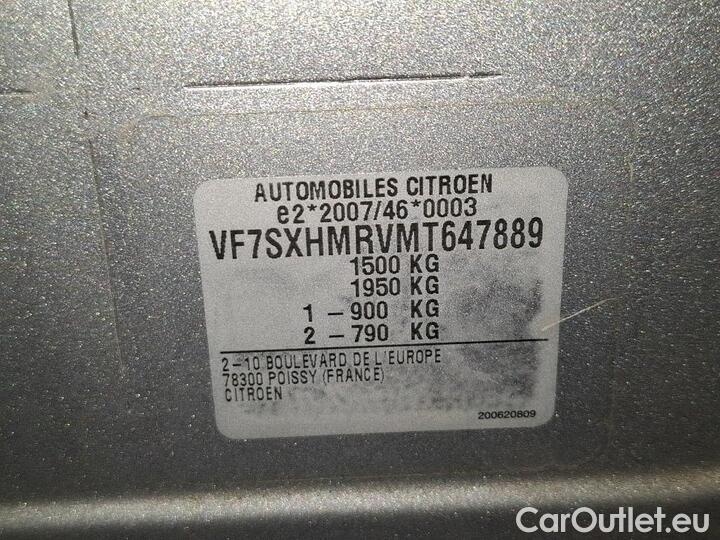 AUTOMOBILES CITROEN
e2*2007/46*0003
VF7SXHMRVMT647889
1500 KG
1950 KG
1 – 900 KG
2 – 790 KG
2–10 BOULEVARD DE L'EUROPE
78300 POISSY (FRANCE)
CITROEN
200620809
CarOutlet.eu